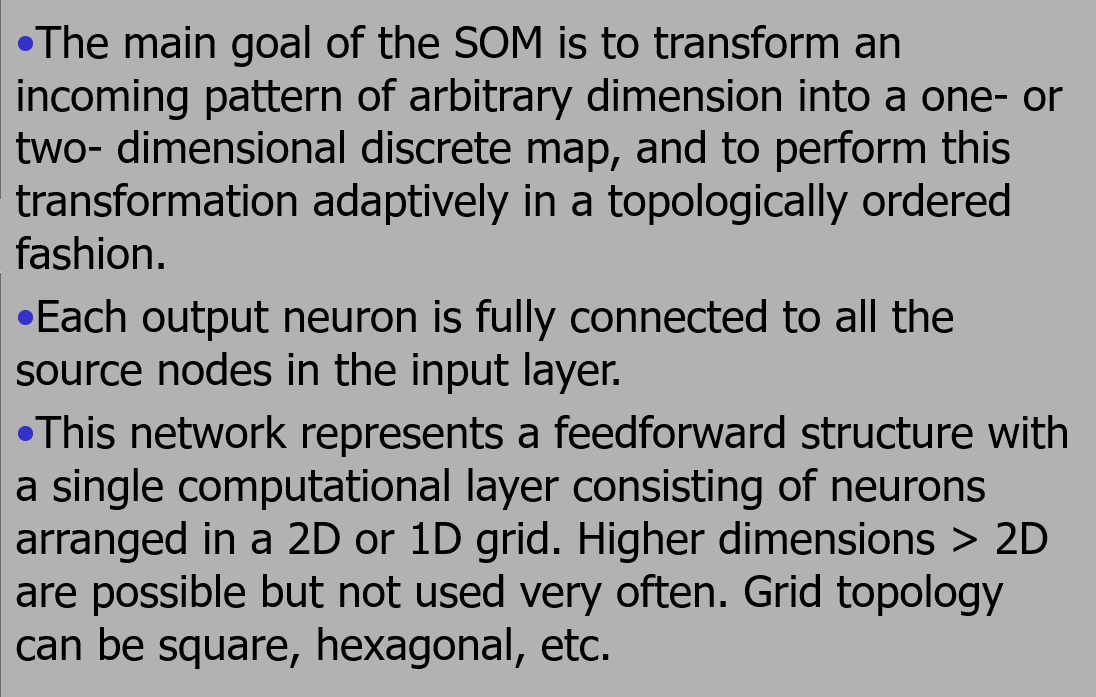 •The main goal of the SOM is to transform an
incoming pattern of arbitrary dimension into a one- or
two- dimensional discrete map, and to perform this
transformation adaptively in a topologically ordered
fashion.
•Each output neuron is fully connected to all the
source nodes in the input layer.
•This network represents a feedforward structure with
a single computational layer consisting of neurons
arranged in a 2D or 1D grid. Higher dimensions > 2D
are possible but not used very often. Grid topology
can be square, hexagonal, etc.